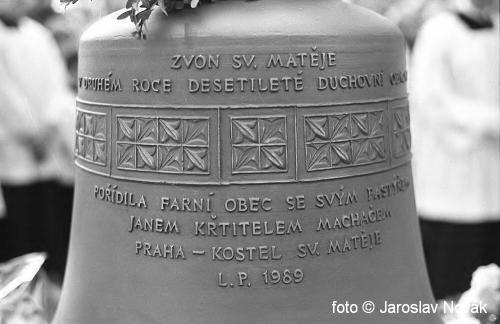 ZVON SV. MATĚJE
V DRUHÉM ROCE DESETILETÉ DUCHOVNÍ
POŘÍDILA FARNÍ OBEC SE SVÝM PASTÝŘEM
JANEM KŘTITELEM MACHAČEM
PRAHA – KOSTEL SV. MATĚJE
L.P. 1989
foto © Jaroslav Novák